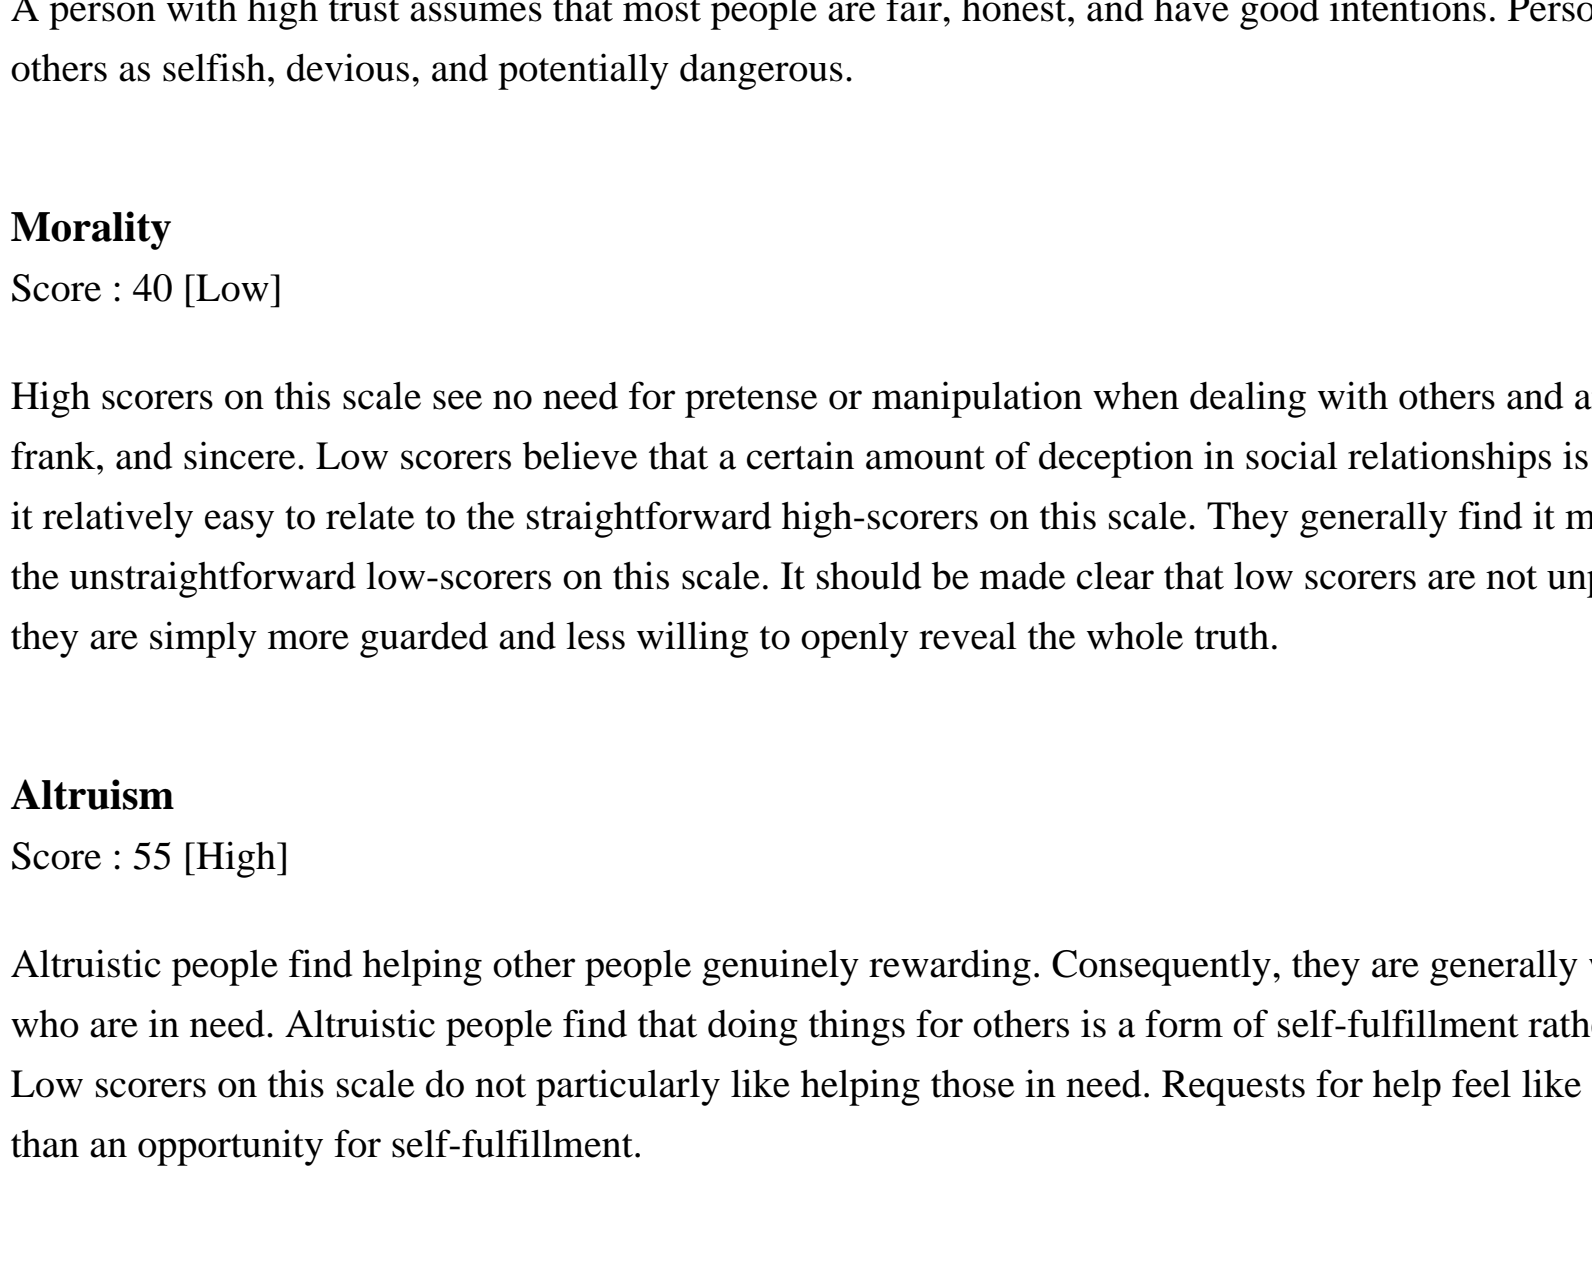 A person with high trust assumes that most people are fair, honest, and have good intentions.
others as selfish, devious, and potentially dangerous.
Morality
Score : 40 [Low]
High scorers on this scale see no need for pretense or manipulation when dealing with others and
frank, and sincere. Low scorers believe that a certain amount of deception in social relationships is
it relatively easy to relate to the straightforward high-scorers on this scale. They generally find it
the unstraightforward low-scorers on this scale. It should be made clear that low scorers are not
they are simply more guarded and less willing to openly reveal the whole truth.
Altruism
Score : 55 [High]
Altruistic people find helping other people genuinely rewarding. Consequently, they are generally
who are in need. Altruistic people find that doing things for others is a form of self-fulfillment
Low scorers on this scale do not particularly like helping those in need. Requests for help feel like
than an opportunity for self-fulfillment.